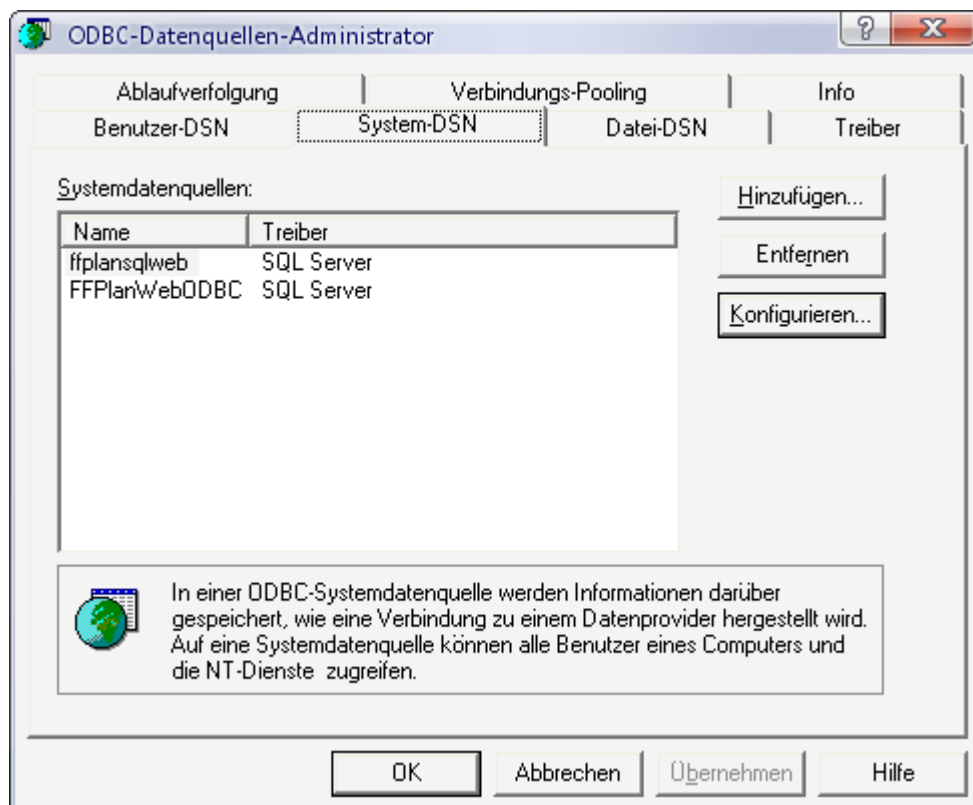 ODBC-Datenquellen-Administrator
Ablaufverfolgung Verbindungs-Pooling Info
Benutzer-DSN System-DSN Datei-DSN Treiber
Systemdatenquellen:
Name Treiber
ffplansqlweb SQL Server
FFPlanWebODBC SQL Server
Hinzufügen...
Entfernen
Konfigurieren...
In einer ODBC-Systemdatenquelle werden Informationen darüber
gespeichert, wie eine Verbindung zu einem Datenprovider hergestellt wird.
Auf eine Systemdatenquelle können alle Benutzer eines Computers und
die NT-Dienste zugreifen.
OK Abbrechen Übernehmen Hilfe